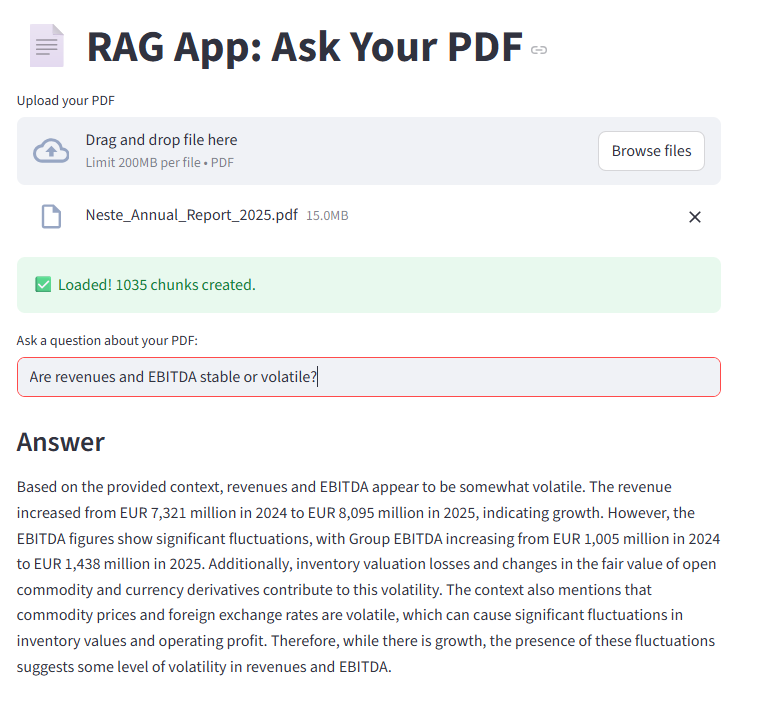 RAG App: Ask Your PDF
Upload your PDF
Drag and drop file here
Limit 200MB per file • PDF
Browse files
Neste_Annual_Report_2025.pdf 15.0MB
Loaded! 1035 chunks created.
Ask a question about your PDF:
Are revenues and EBITDA stable or volatile?
Answer
Based on the provided context, revenues and EBITDA appear to be somewhat volatile. The revenue
increased from EUR 7,321 million in 2024 to EUR 8,095 million in 2025, indicating growth. However, the
EBITDA figures show significant fluctuations, with Group EBITDA increasing from EUR 1,005 million in 2024
to EUR 1,438 million in 2025. Additionally, inventory valuation losses and changes in the fair value of open
commodity and currency derivatives contribute to this volatility. The context also mentions that
commodity prices and foreign exchange rates are volatile, which can cause significant fluctuations in
inventory values and operating profit. Therefore, while there is growth, the presence of these fluctuations
suggests some level of volatility in revenues and EBITDA.